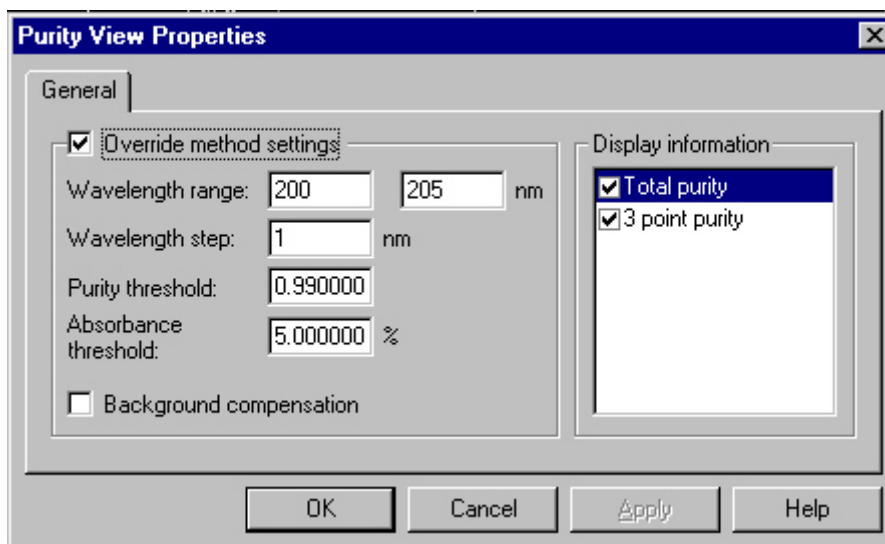 Purity View Properties
General
Override method settings
Wavelength range: 200 205 nm
Wavelength step: 1 nm
Purity threshold: 0.990000
Absorbance
threshold: 5.000000 %
Background compensation
Display information
Total purity
3 point purity
OK Cancel Apply Help